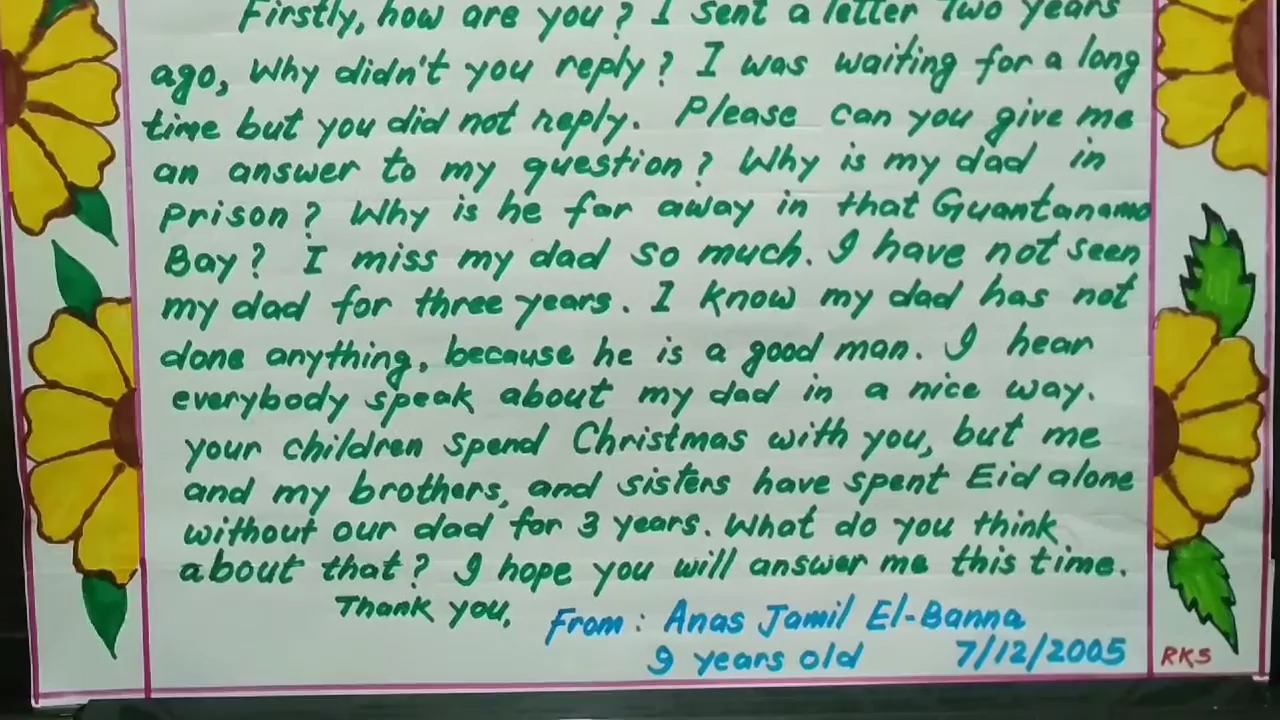 Firstly, how are you? I sent a letter Two years
ago, Why didn't you reply? I was waiting for a long
time but you did not reply. Please can you give me
an answer to my question? Why is my dad in
Prison? Why is he far away in that Guantanamo
Bay? I miss my dad so much. I have not seen
my dad for three years. I know my dad has not
done anything, because he is a good man. I hear
everybody speak about my dad in a nice way.
your children spend Christmas with you, but me
and my brothers, and sisters have spent Eid alone
without our dad for 3 years. What do you think
about that? I hope you will answer me this time.
Thank you,
From: Anas Jamil El-Banna
9 years old 7/12/2005
RKS